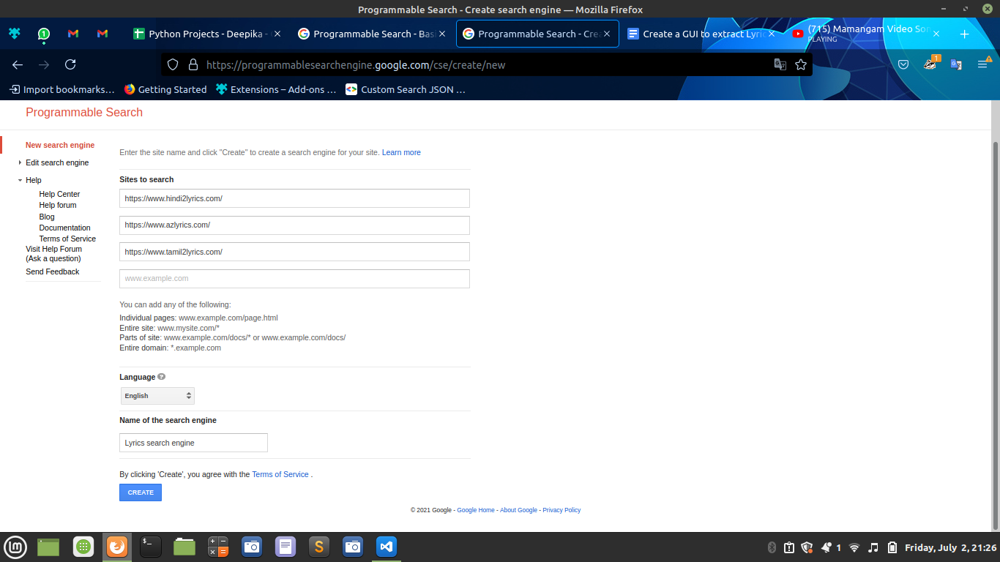 Programmable Search - Create search engine — Mozilla Firefox
Python Projects - Deepika -
Programmable Search - Bas
Programmable Search - Cre
Create a GUI to extract Lyric
(715) Mamangam Video Son
PLAYING
https://programmablesearchengine.google.com/cse/create/new
1
Import bookmarks…
Getting Started
Extensions – Add-ons …
Custom Search JSON …
Programmable Search
New search engine
Edit search engine
Help
Help Center
Help forum
Blog
Documentation
Terms of Service
Visit Help Forum
(Ask a question)
Send Feedback
Enter the site name and click "Create" to create a search engine for your site. Learn more
Sites to search
https://www.hindi2lyrics.com/
https://www.azlyrics.com/
https://www.tamil2lyrics.com/
www.example.com
You can add any of the following:
Individual pages: www.example.com/page.html
Entire site: www.mysite.com/*
Parts of site: www.example.com/docs/* or www.example.com/docs/
Entire domain: *.example.com
Language ?
English
Name of the search engine
Lyrics search engine
By clicking 'Create', you agree with the Terms of Service .
CREATE
© 2021 Google - Google Home - About Google - Privacy Policy
1
Friday, July 2, 21:26